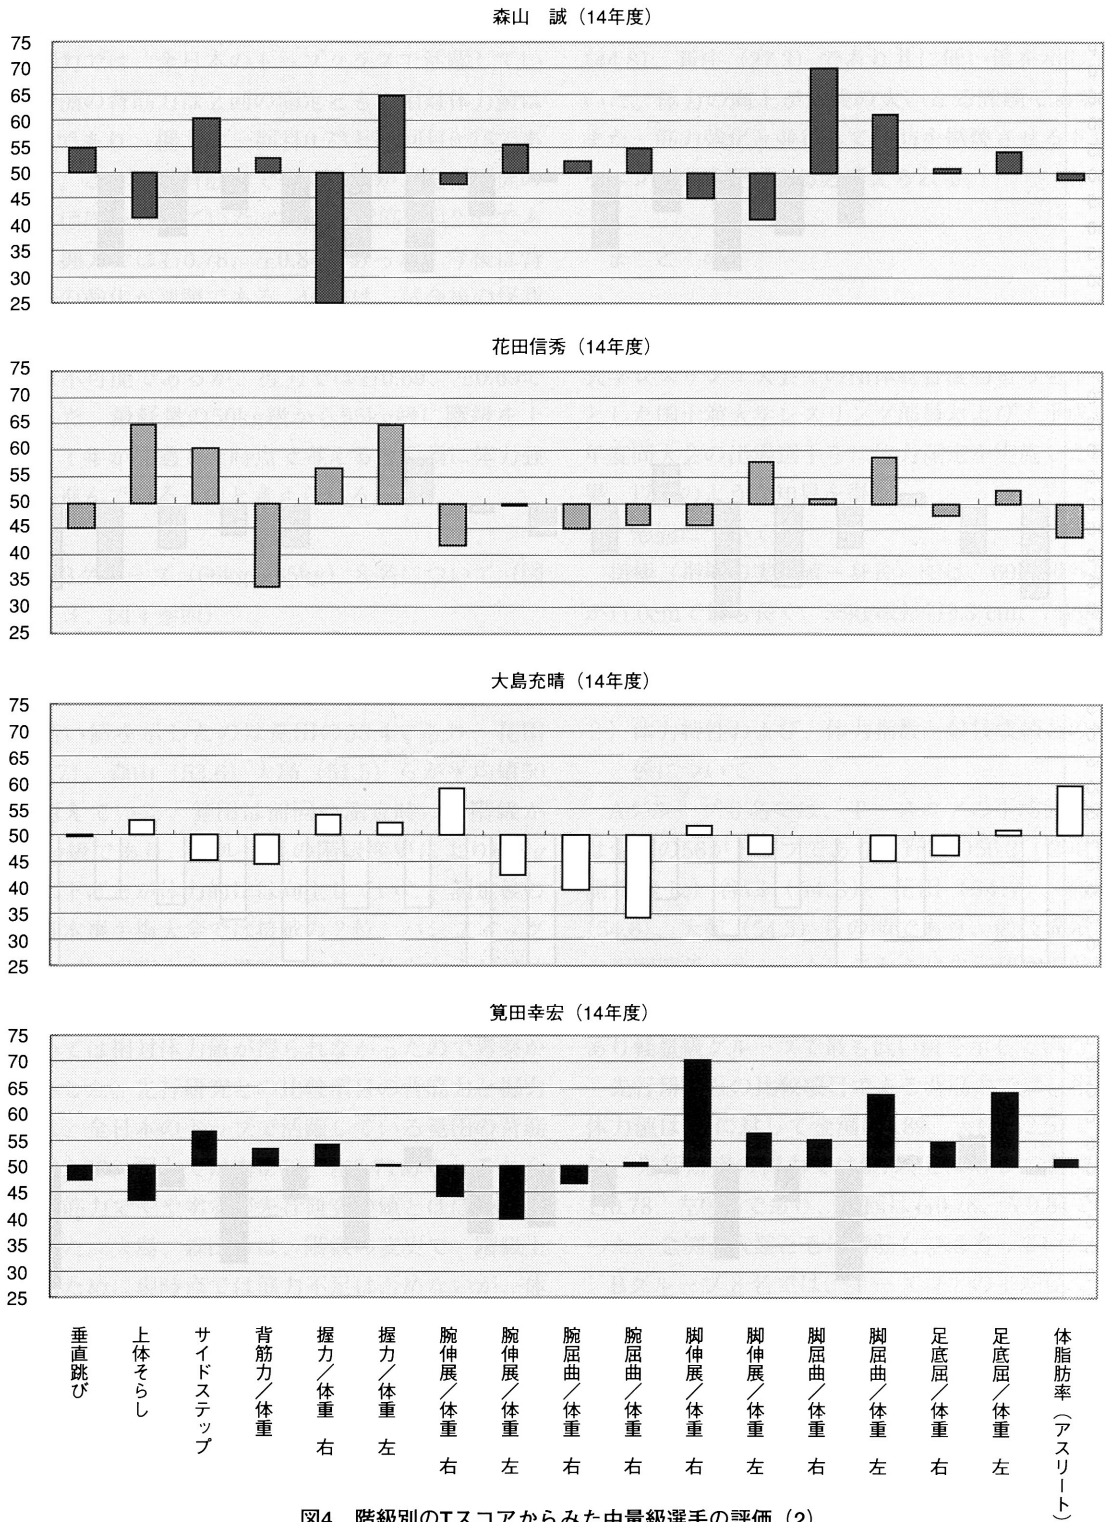 森山　誠（14年度）
75
70
65
60
55
50
45
40
35
30
25
花田信秀（14年度）
75
70
65
60
55
50
45
40
35
30
25
大島充晴（14年度）
75
70
65
60
55
50
45
40
35
30
25
筧田幸宏（14年度）
75
70
65
60
55
50
45
40
35
30
25
垂直跳び
上体そらし
サイドステップ
背筋力／体重
握力／体重　右
握力／体重　左
腕伸展／体重　右
腕伸展／体重　左
腕屈曲／体重　右
腕屈曲／体重　右
脚伸展／体重　右
脚伸展／体重　左
脚屈曲／体重　右
脚屈曲／体重　左
足底屈／体重　右
足底屈／体重　左
体脂肪率（アスリート）
図4　階級別のTスコアからみた中量級選手の評価（2）